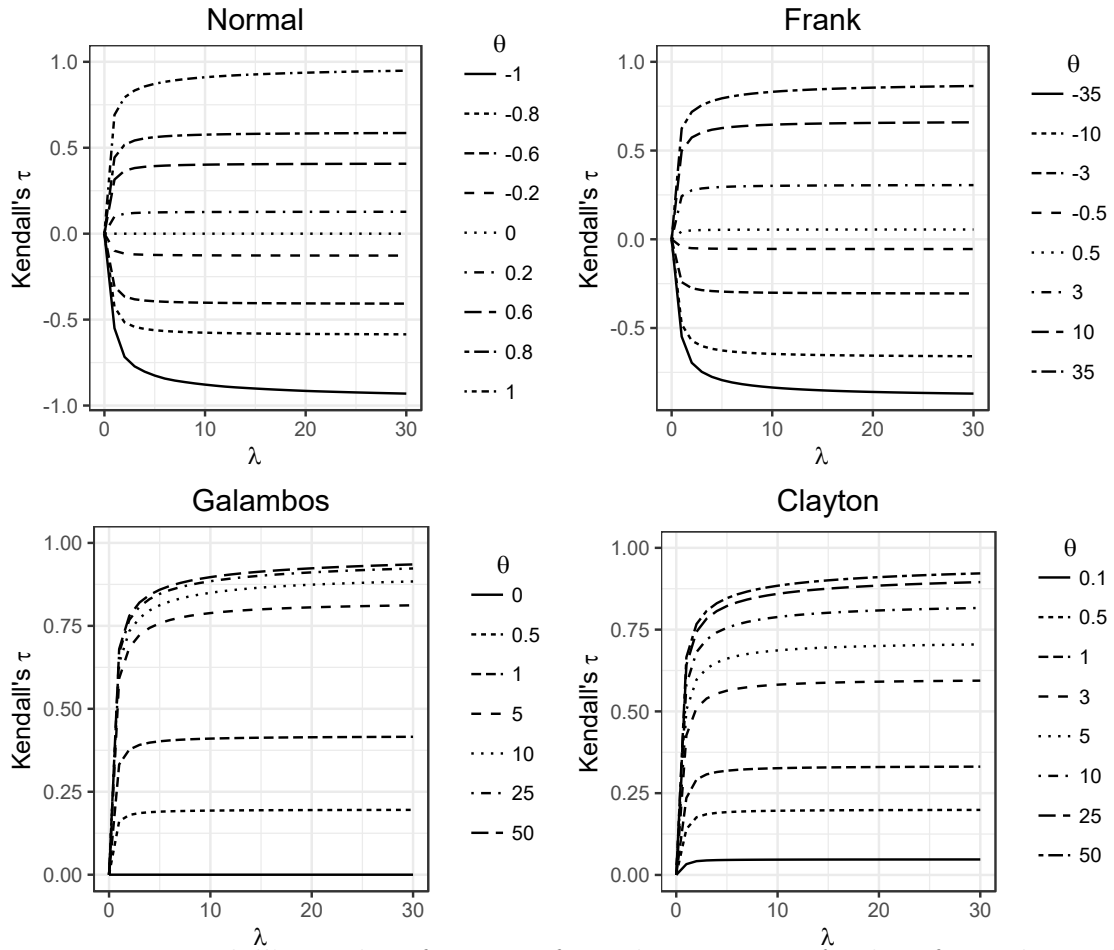 Normal
Kendall's τ
1.0
0.5
0.0
-0.5
-1.0
0 10 20 30
λ
θ
-1
-0.8
-0.6
-0.2
0
0.2
0.6
0.8
1
Frank
Kendall's τ
1.0
0.5
0.0
-0.5
0 10 20 30
λ
θ
-35
-10
-3
-0.5
0.5
3
10
35
Galambos
Kendall's τ
1.00
0.75
0.50
0.25
0.00
0 10 20 30
λ
θ
0
0.5
1
5
10
25
50
Clayton
Kendall's τ
1.00
0.75
0.50
0.25
0.00
0 10 20 30
λ
θ
0.1
0.5
1
3
5
10
25
50